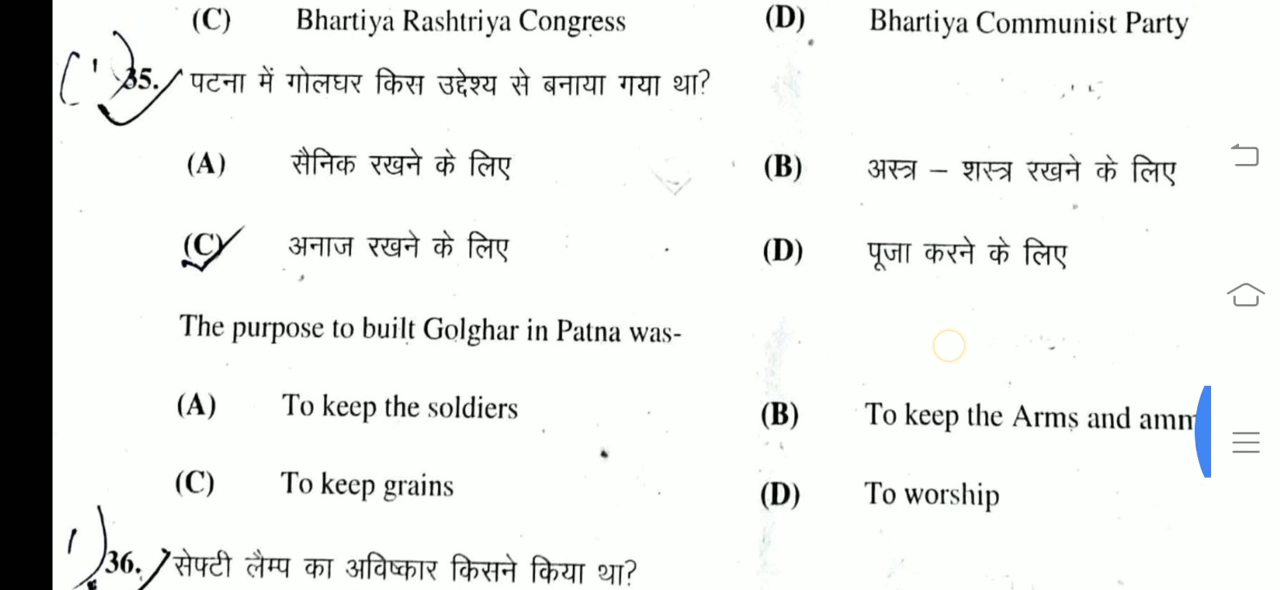 (C) Bhartiya Rashtriya Congress (D) Bhartiya Communist Party
35. पटना में गोलघर किस उद्देश्य से बनाया गया था?
(A) सैनिक रखने के लिए (B) अस्त्र – शस्त्र रखने के लिए
(C) अनाज रखने के लिए (D) पूजा करने के लिए
The purpose to built Golghar in Patna was-
(A) To keep the soldiers (B) To keep the Arms and amm
(C) To keep grains (D) To worship
36. सेफ्टी लैम्प का अविष्कार किसने किया था?